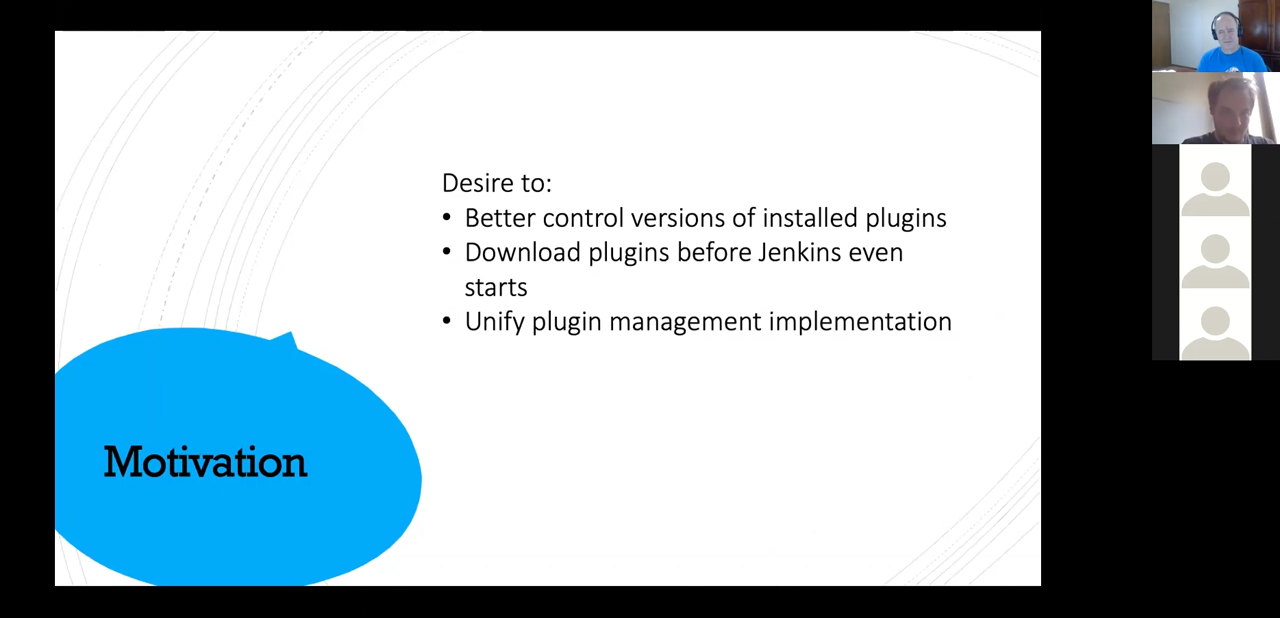 Desire to:
• Better control versions of installed plugins
• Download plugins before Jenkins even
starts
• Unify plugin management implementation
Motivation